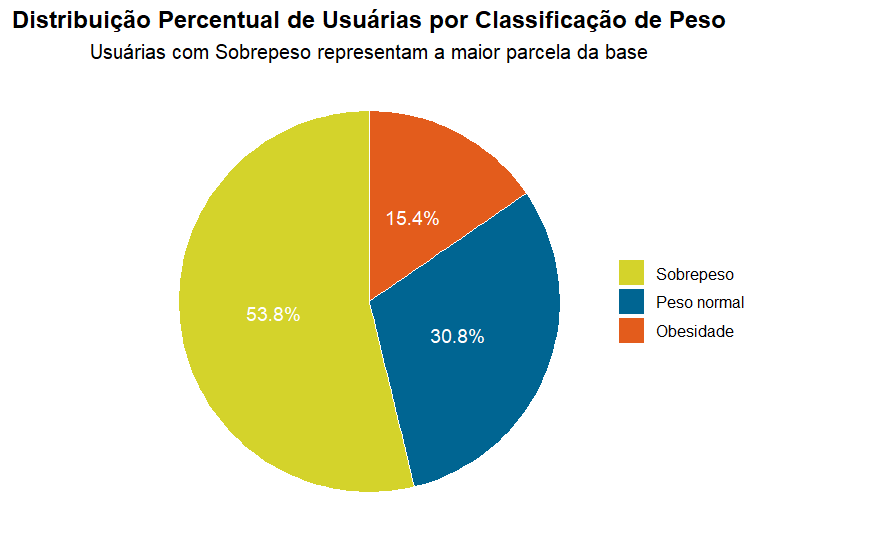 Distribuição Percentual de Usuárias por Classificação de Peso
Usuárias com Sobrepeso representam a maior parcela da base
15.4%
53.8%
30.8%
Sobrepeso
Peso normal
Obesidade